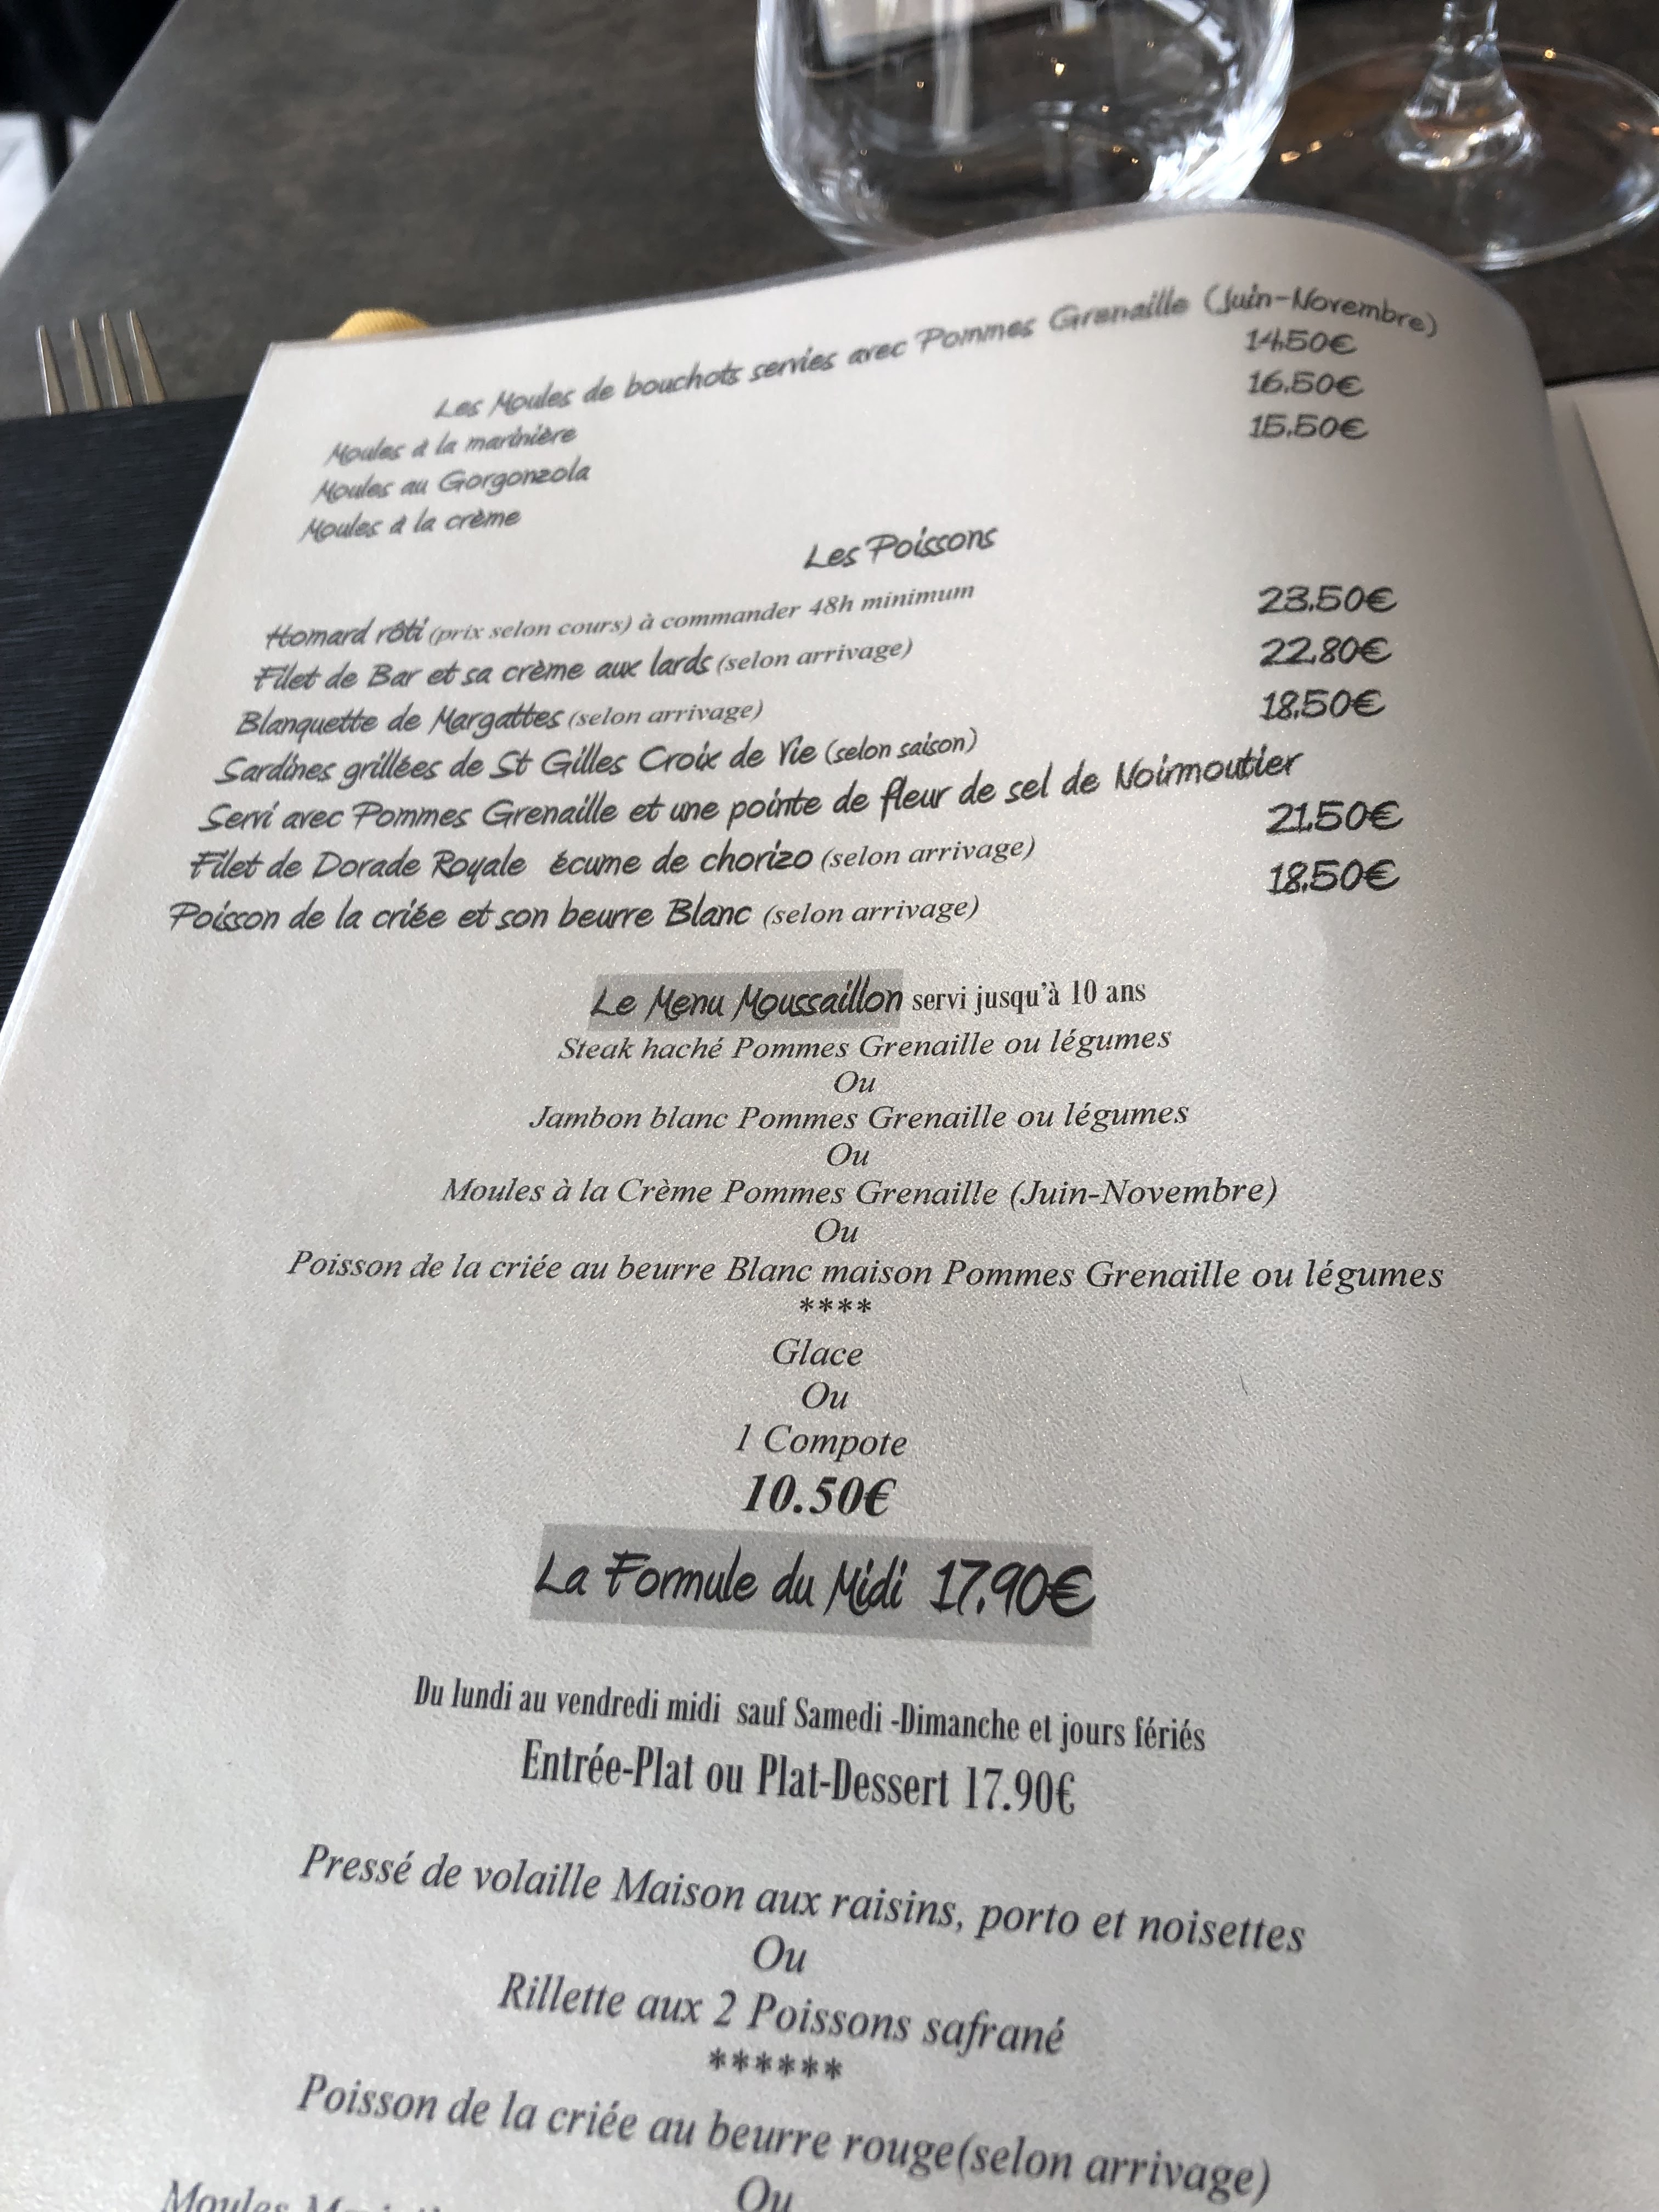 Les Moules de bouchots servies avec Pommes Grenaille (Juin-Novembre)
Moules à la marinière 14.50€
Moules au Gorgonzola 16.50€
Moules à la crème 15.50€
Les Poissons
Homard rôti (prix selon cours) à commander 48h minimum
Filet de Bar et sa crème aux lards (selon arrivage) 23.50€
Blanquette de Margattes (selon arrivage) 22.80€
Sardines grillées de St Gilles Croix de Vie (selon saison) 18.50€
Servi avec Pommes Grenaille et une pointe de fleur de sel de Noirmoutier
Filet de Dorade Royale écume de chorizo (selon arrivage) 21.50€
Poisson de la criée et son beurre Blanc (selon arrivage) 18.50€
Le Menu Moussaillon servi jusqu'à 10 ans
Steak haché Pommes Grenaille ou légumes
Ou
Jambon blanc Pommes Grenaille ou légumes
Ou
Moules à la Crème Pommes Grenaille (Juin-Novembre)
Ou
Poisson de la criée au beurre Blanc maison Pommes Grenaille ou légumes
****
Glace
Ou
1 Compote
10.50€
La Formule du Midi 17.90€
Du lundi au vendredi midi sauf Samedi -Dimanche et jours fériés
Entrée-Plat ou Plat-Dessert 17.90€
Pressé de volaille Maison aux raisins, porto et noisettes
Ou
Rillette aux 2 Poissons safrané
******
Poisson de la criée au beurre rouge(selon arrivage)
Ou
Moules